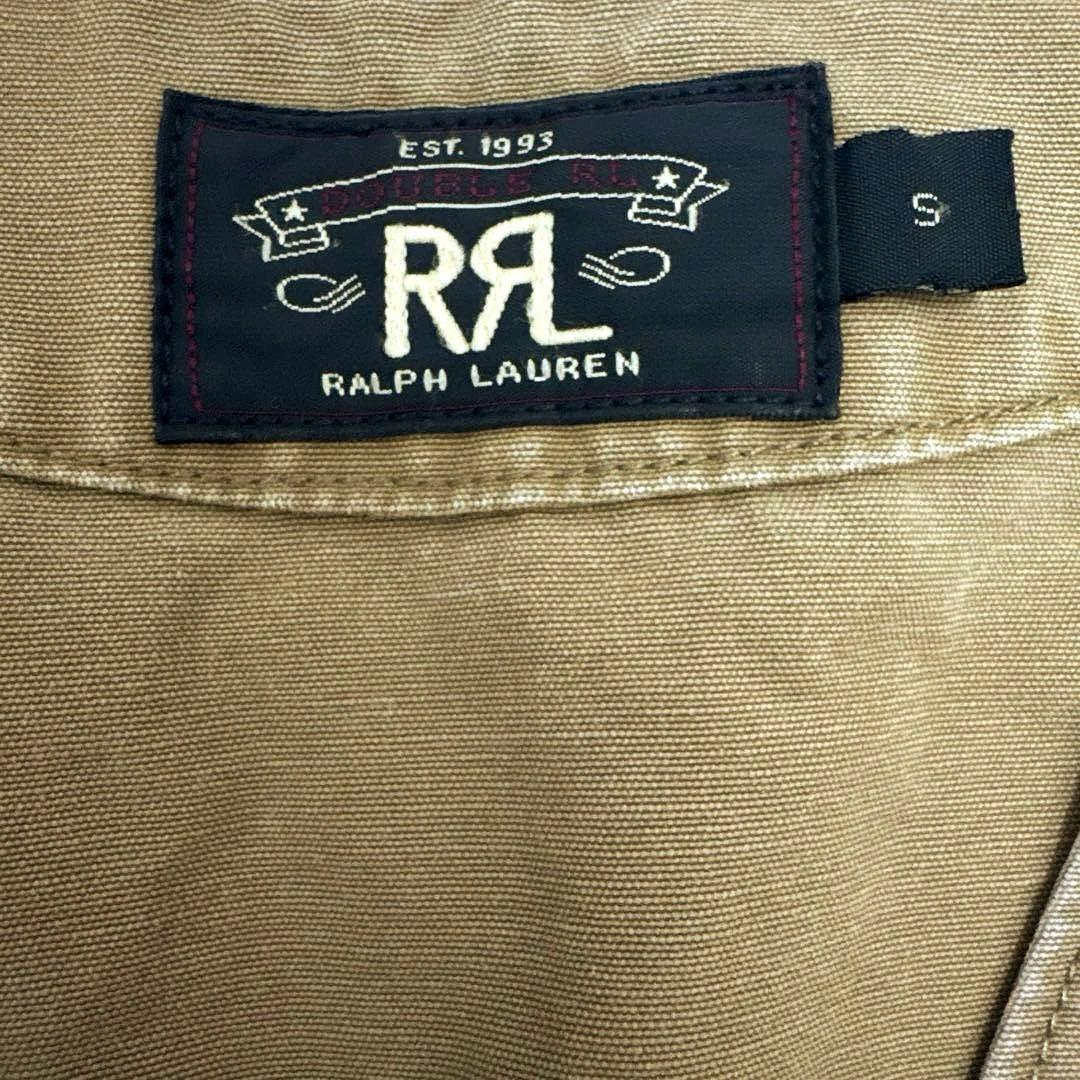 EST. 1993
DOUBLE RL
RRL
RALPH LAUREN
S